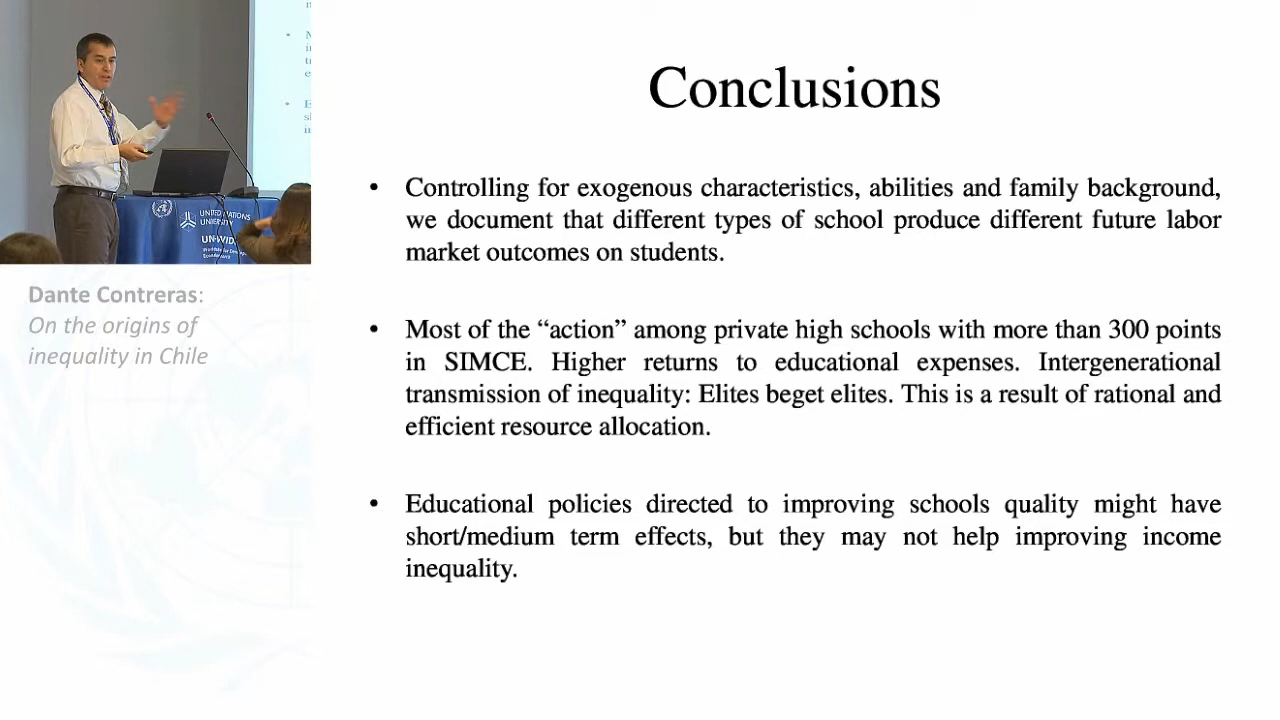 Conclusions
• Controlling for exogenous characteristics, abilities and family background,
we document that different types of school produce different future labor
market outcomes on students.
• Most of the “action” among private high schools with more than 300 points
in SIMCE. Higher returns to educational expenses. Intergenerational
transmission of inequality: Elites beget elites. This is a result of rational and
efficient resource allocation.
• Educational policies directed to improving schools quality might have
short/medium term effects, but they may not help improving income
inequality.
UNITED NATIONS
UNIVERSITY
Dante Contreras:
On the origins of
inequality in Chile